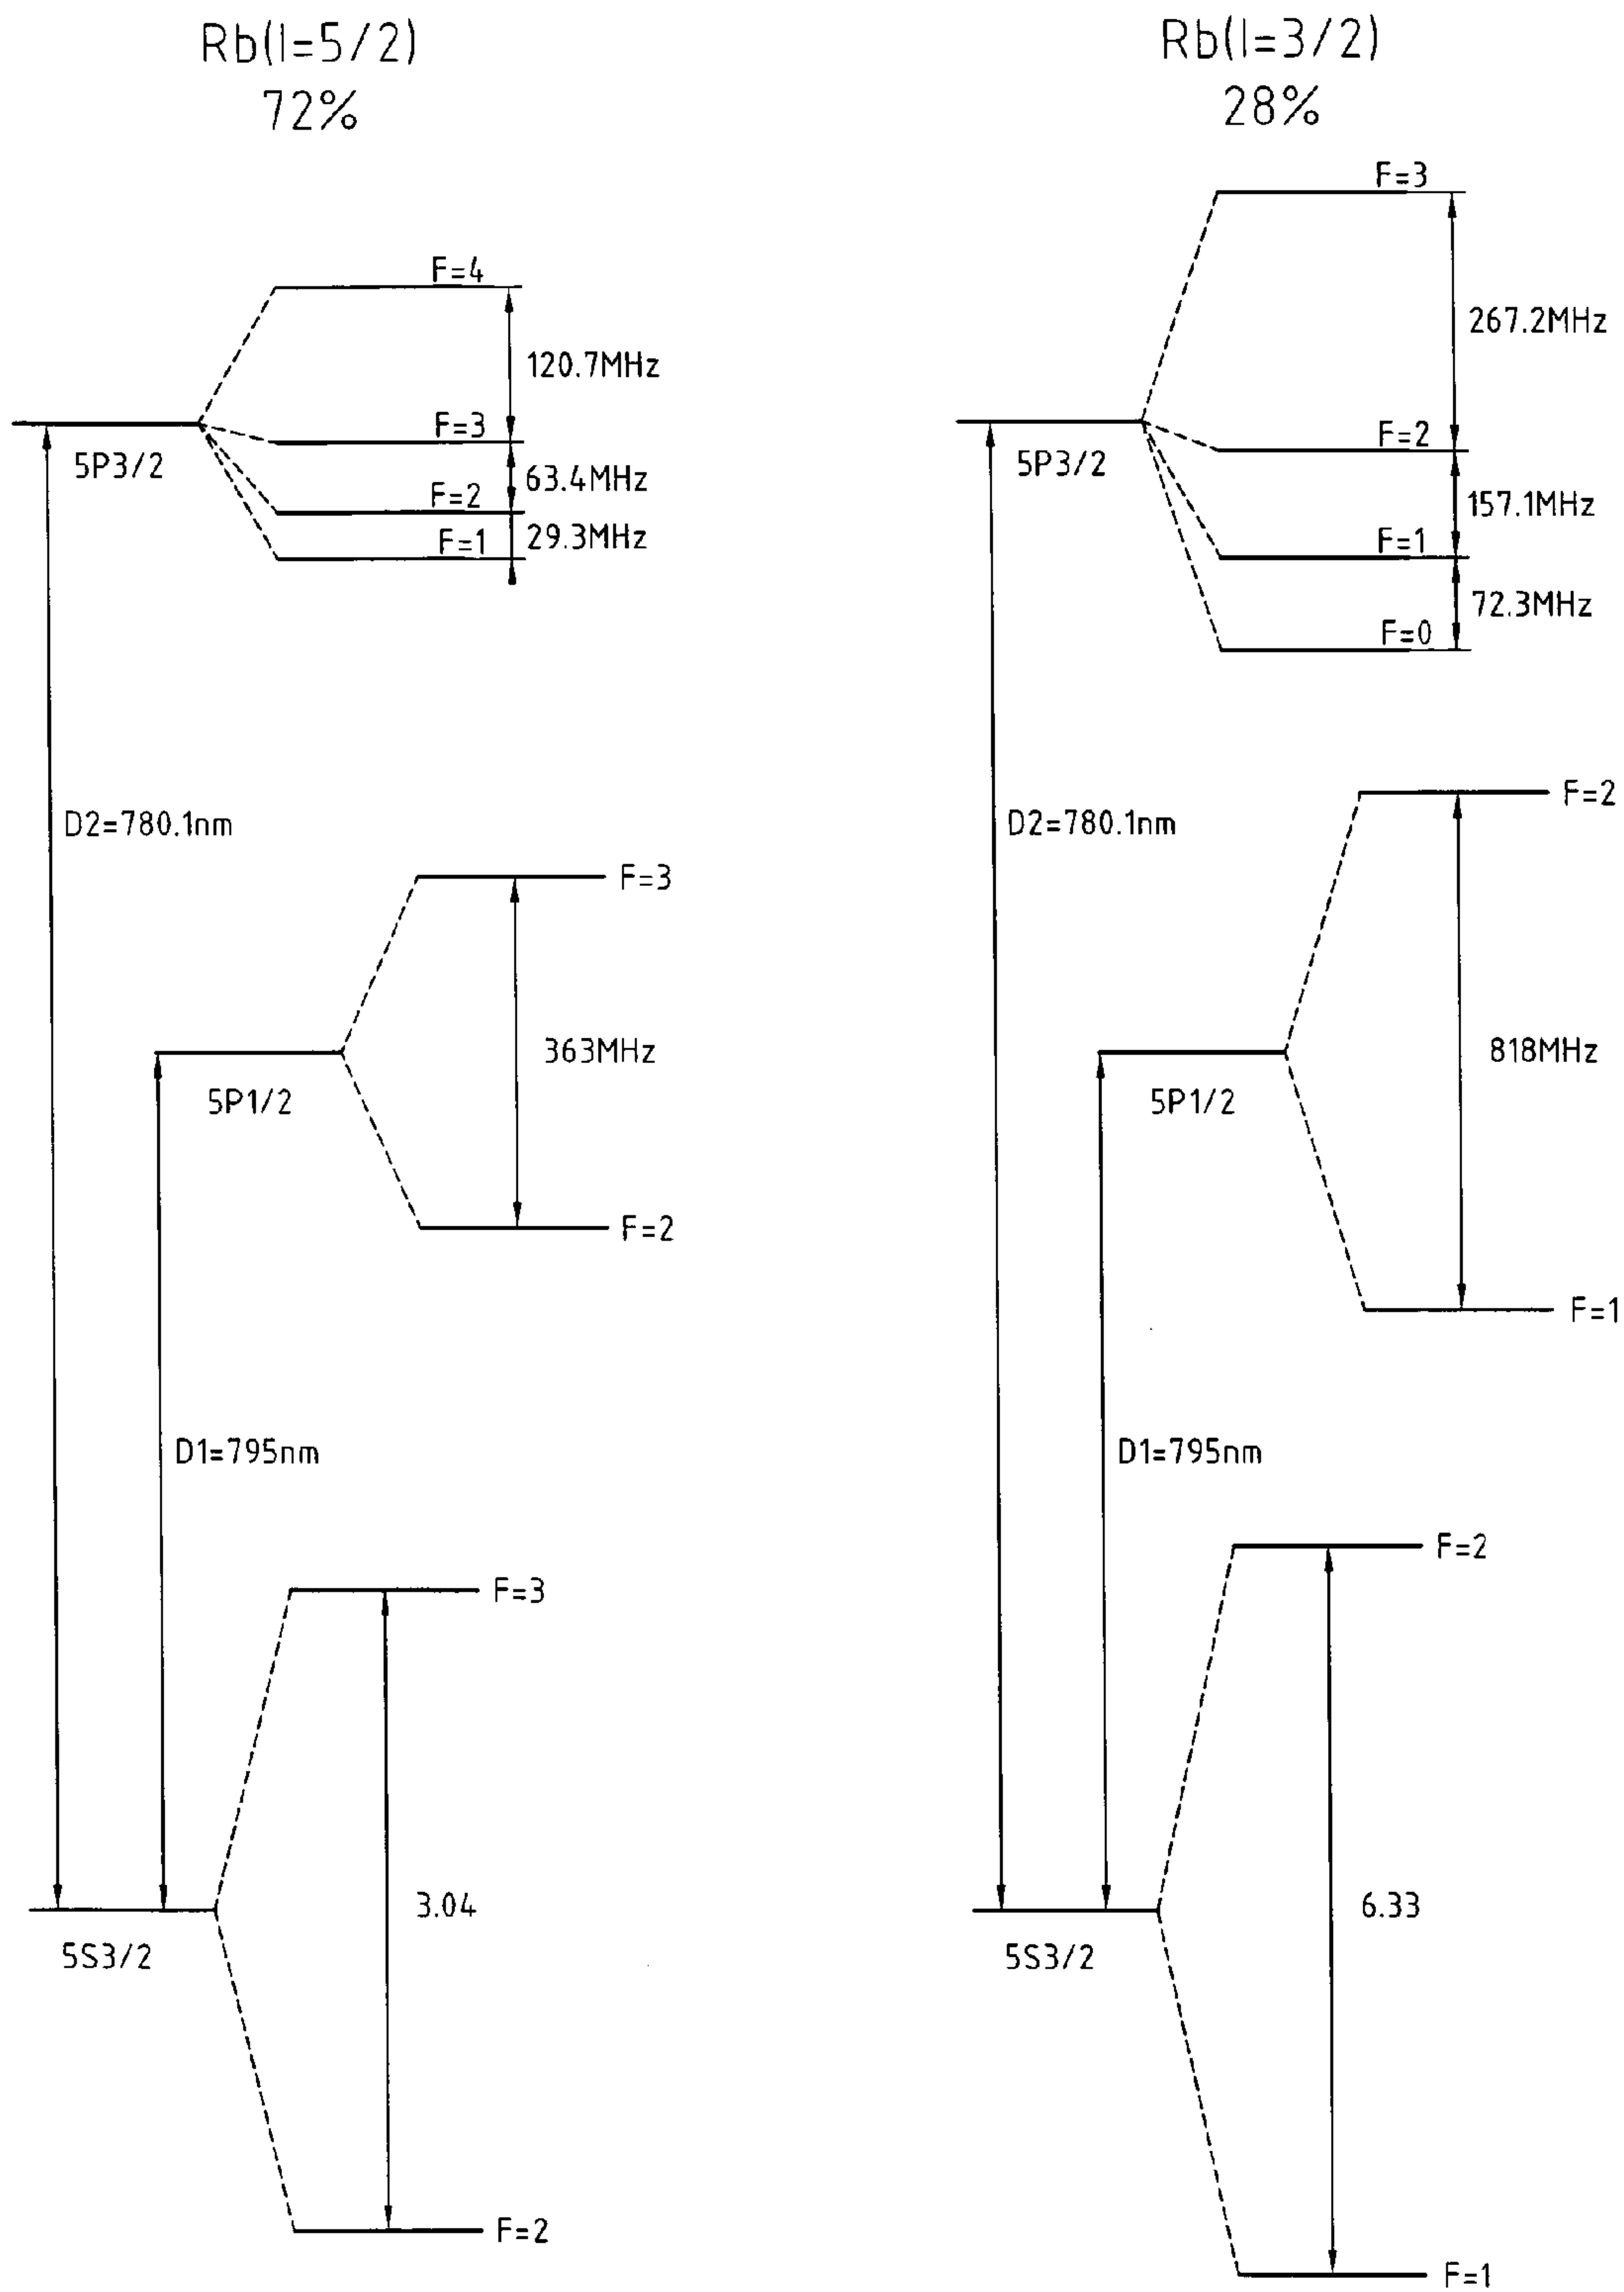 Rb(I=5/2)
72%
F=4
120.7MHz
F=3
5P3/2
63.4MHz
F=2
29.3MHz
F=1
D2=780.1nm
F=3
363MHz
5P1/2
F=2
D1=795nm
F=3
3.04
5S3/2
F=2
Rb(I=3/2)
28%
F=3
267.2MHz
F=2
5P3/2
157.1MHz
F=1
72.3MHz
F=0
F=2
D2=780.1nm
818MHz
5P1/2
F=1
D1=795nm
F=2
6.33
5S3/2
F=1